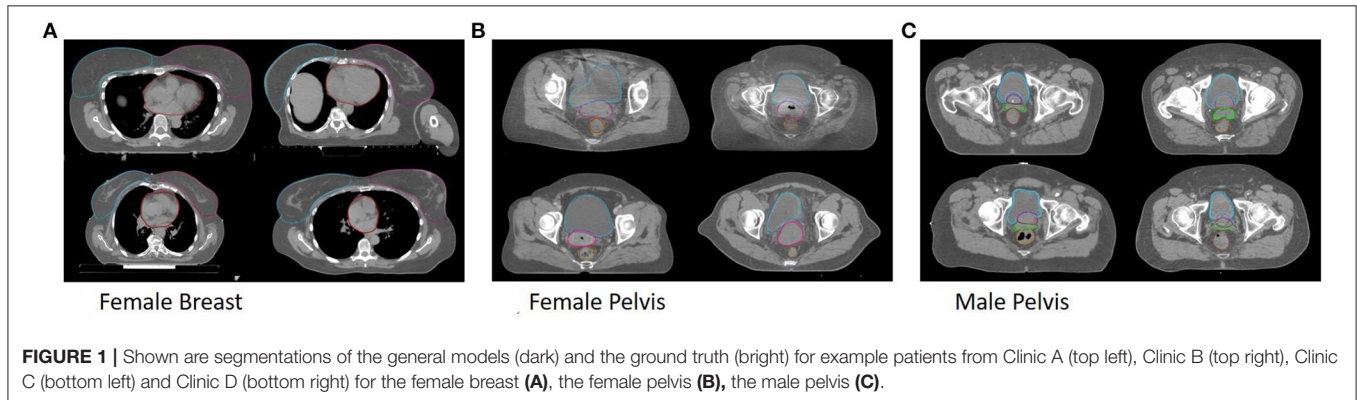 A
B
C
Female Breast
Female Pelvis
Male Pelvis
FIGURE 1 | Shown are segmentations of the general models (dark) and the ground truth (bright) for example patients from Clinic A (top left), Clinic B (top right), Clinic
C (bottom left) and Clinic D (bottom right) for the female breast (A), the female pelvis (B), the male pelvis (C).